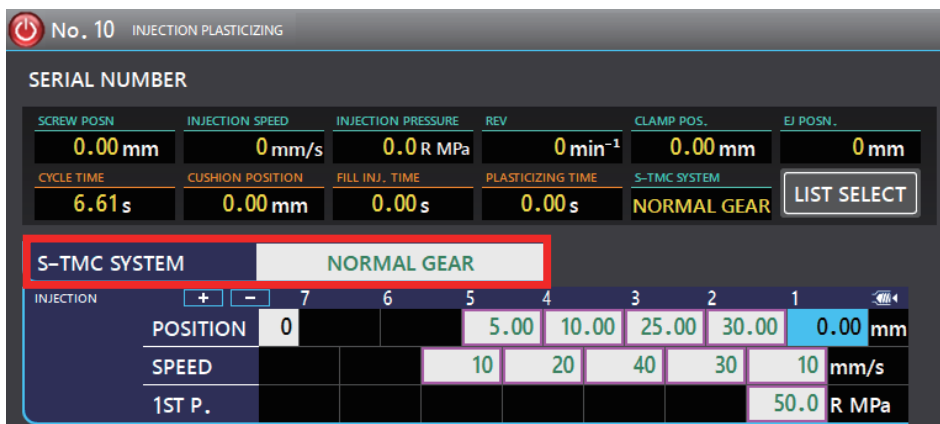 No. 10 INJECTION PLASTICIZING
SERIAL NUMBER
SCREW POSN INJECTION SPEED INJECTION PRESSURE REV CLAMP POS. EJ POSN.
0.00 mm 0 mm/s 0.0 R MPa 0 min⁻¹ 0.00 mm 0 mm
CYCLE TIME CUSHION POSITION FILL INJ. TIME PLASTICIZING TIME S-TMC SYSTEM
6.61 s 0.00 mm 0.00 s 0.00 s NORMAL GEAR LIST SELECT
S-TMC SYSTEM NORMAL GEAR
INJECTION + - 7 6 5 4 3 2 1
POSITION 0 5.00 10.00 25.00 30.00 0.00 mm
SPEED 10 20 40 30 10 mm/s
1ST P. 50.0 R MPa